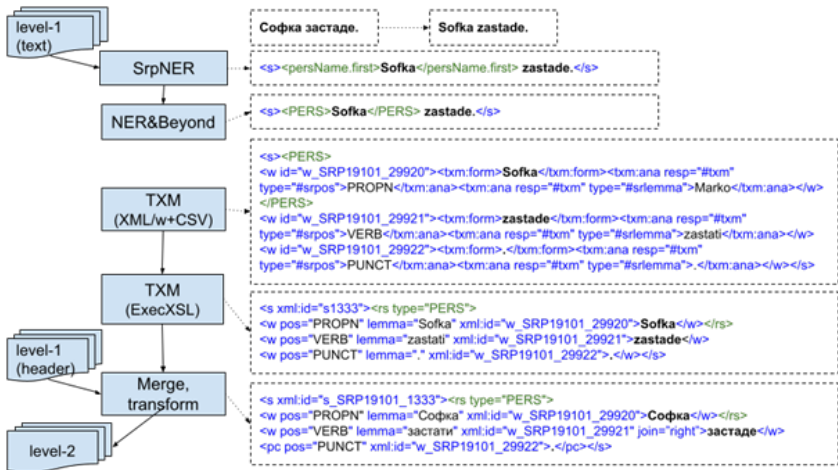 level-1
(text)
Софка застаде.
Sofka zastade.
SrpNER
<s><persName.first>Sofka</persName.first> zastade.</s>
NER&Beyond
<s><PERS>Sofka</PERS> zastade.</s>
TXM
(XML/w+CSV)
<s><PERS>
<w id="w_SRP19101_29920"><txm:form>Sofka</txm:form><txm:ana resp="#txm"
type="#srpos">PROPN</txm:ana><txm:ana resp="#txm" type="#srlemma">Marko</txm:ana></w>
</PERS>
<w id="w_SRP19101_29921"><txm:form>zastade</txm:form><txm:ana resp="#txm"
type="#srpos">VERB</txm:ana><txm:ana resp="#txm" type="#srlemma">zastati</txm:ana></w>
<w id="w_SRP19101_29922"><txm:form>.</txm:form><txm:ana resp="#txm"
type="#srpos">PUNCT</txm:ana><txm:ana resp="#txm" type="#srlemma">.</txm:ana></w></s>
TXM
(ExecXSL)
<s xml:id="s1333"><rs type="PERS">
<w pos="PROPN" lemma="Sofka" xml:id="w_SRP19101_29920">Sofka</w></rs>
<w pos="VERB" lemma="zastati" xml:id="w_SRP19101_29921">zastade</w>
<w pos="PUNCT" lemma="." xml:id="w_SRP19101_29922">.</w></s>
level-1
(header)
Merge,
transform
<s xml:id="s_SRP19101_1333"><rs type="PERS">
<w pos="PROPN" lemma="Софка" xml:id="w_SRP19101_29920">Софка</w></rs>
<w pos="VERB" lemma="застати" xml:id="w_SRP19101_29921" join="right">застаде</w>
<pc pos="PUNCT" xml:id="w_SRP19101_29922">.</pc></s>
level-2